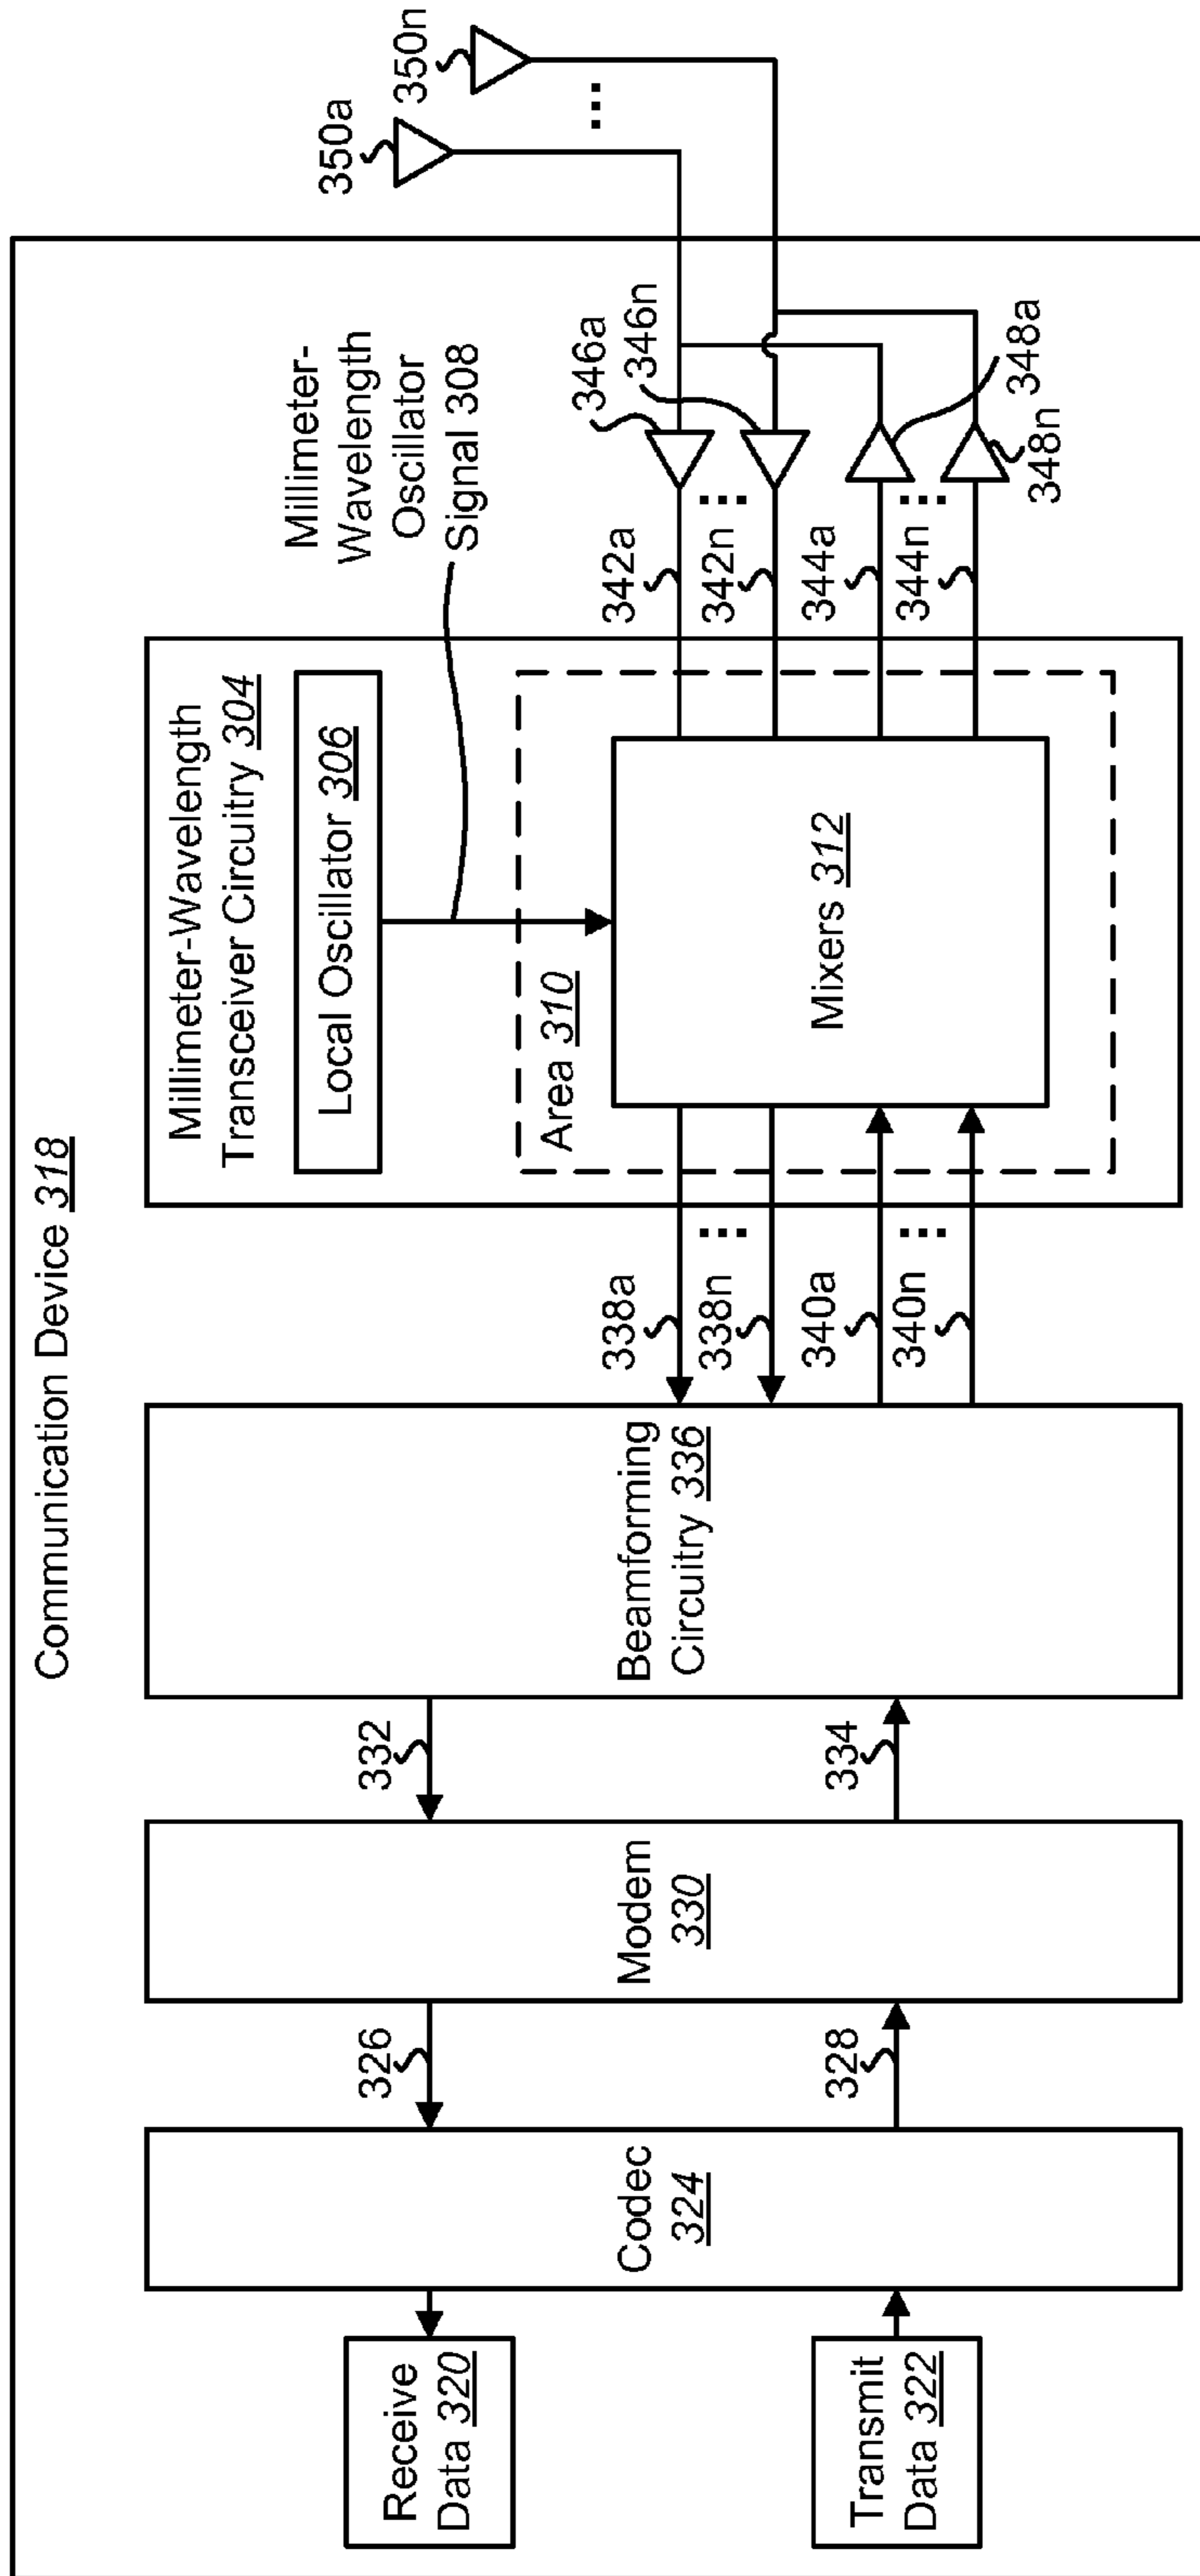 Communication Device 318
Receive
Data 320
Transmit
Data 322
Codec
324
326
328
Modem
330
332
334
Beamforming
Circuitry 336
338a
338n
340a
340n
...
...
Millimeter-Wavelength
Transceiver Circuitry 304
Local Oscillator 306
Area 310
Mixers 312
Millimeter-
Wavelength
Oscillator
Signal 308
342a
342n
344a
344n
...
...
346a
346n
348a
348n
350a
350n
...